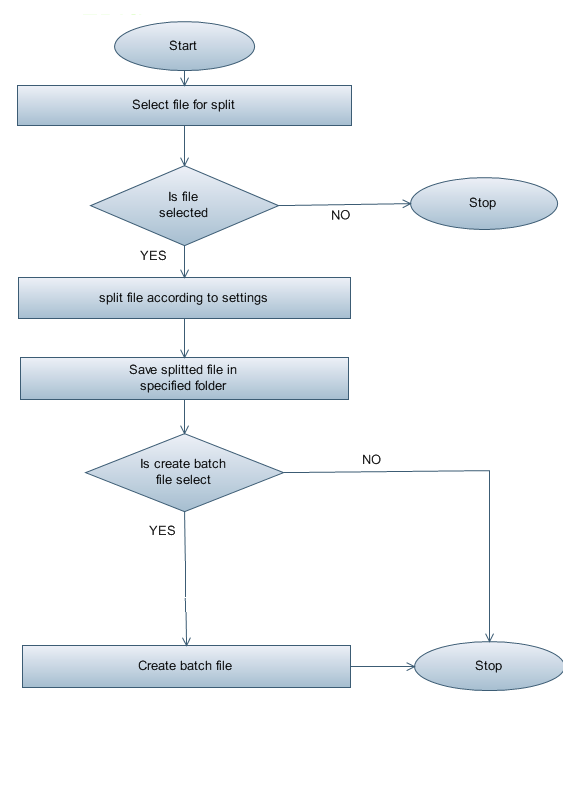 Start
Select file for split
Is file
selected
NO
Stop
YES
split file according to settings
Save splitted file in
specified folder
Is create batch
file select
NO
YES
Create batch file
Stop